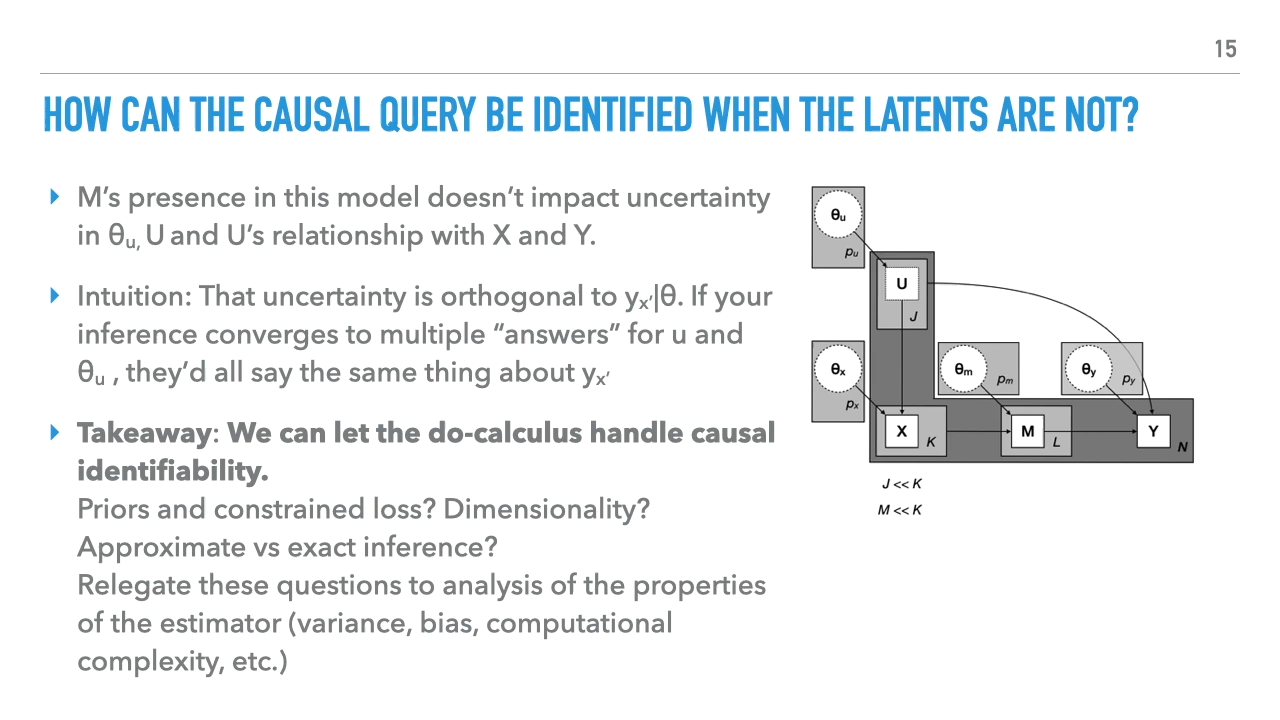 15
HOW CAN THE CAUSAL QUERY BE IDENTIFIED WHEN THE LATENTS ARE NOT?
M’s presence in this model doesn’t impact uncertainty
in θu, U and U’s relationship with X and Y.
Intuition: That uncertainty is orthogonal to yx′|θ. If your
inference converges to multiple “answers” for u and
θu , they’d all say the same thing about yx′
Takeaway: We can let the do-calculus handle causal
identifiability.
Priors and constrained loss? Dimensionality?
Approximate vs exact inference?
Relegate these questions to analysis of the properties
of the estimator (variance, bias, computational
complexity, etc.)
θu
pu
U
J
θx
px
θm
pm
θy
py
X
K
M
L
Y
N
J << K
M << K